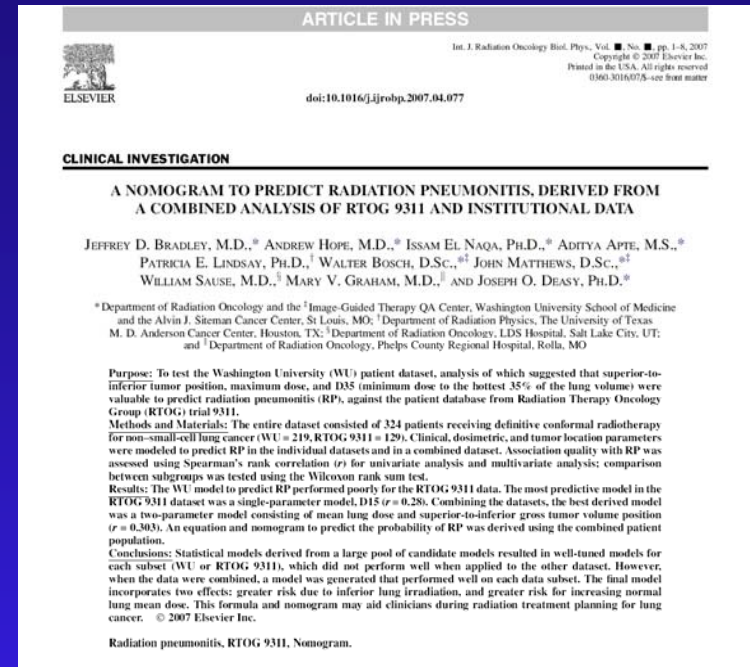 ARTICLE IN PRESS
Int. J. Radiation Oncology Biol. Phys., Vol. ■, No. ■, pp. 1–8, 2007
Copyright © 2007 Elsevier Inc.
Printed in the USA. All rights reserved
0360-3016/07/$–see front matter
ELSEVIER
doi:10.1016/j.ijrobp.2007.04.077
CLINICAL INVESTIGATION
A NOMOGRAM TO PREDICT RADIATION PNEUMONITIS, DERIVED FROM
A COMBINED ANALYSIS OF RTOG 9311 AND INSTITUTIONAL DATA
JEFFREY D. BRADLEY, M.D.,* ANDREW HOPE, M.D.,* ISSAM EL NAQA, PH.D.,* ADITYA APTE, M.S.,*
PATRICIA E. LINDSAY, PH.D.,† WALTER BOSCH, D.SC.,*‡ JOHN MATTHEWS, D.SC.,*‡
WILLIAM SAUSE, M.D.,§ MARY V. GRAHAM, M.D.,‖ AND JOSEPH O. DEASY, PH.D.*
*Department of Radiation Oncology and the ‡Image-Guided Therapy QA Center, Washington University School of Medicine
and the Alvin J. Siteman Cancer Center, St Louis, MO; †Department of Radiation Physics, The University of Texas
M. D. Anderson Cancer Center, Houston, TX; §Department of Radiation Oncology, LDS Hospital, Salt Lake City, UT;
and ‖Department of Radiation Oncology, Phelps County Regional Hospital, Rolla, MO
Purpose: To test the Washington University (WU) patient dataset, analysis of which suggested that superior-to-
inferior tumor position, maximum dose, and D35 (minimum dose to the hottest 35% of the lung volume) were
valuable to predict radiation pneumonitis (RP), against the patient database from Radiation Therapy Oncology
Group (RTOG) trial 9311.
Methods and Materials: The entire dataset consisted of 324 patients receiving definitive conformal radiotherapy
for non–small-cell lung cancer (WU = 219, RTOG 9311 = 129). Clinical, dosimetric, and tumor location parameters
were modeled to predict RP in the individual datasets and in a combined dataset. Association quality with RP was
assessed using Spearman's rank correlation (r) for univariate analysis and multivariate analysis; comparison
between subgroups was tested using the Wilcoxon rank sum test.
Results: The WU model to predict RP performed poorly for the RTOG 9311 data. The most predictive model in the
RTOG 9311 dataset was a single-parameter model, D15 (r = 0.28). Combining the datasets, the best derived model
was a two-parameter model consisting of mean lung dose and superior-to-inferior gross tumor volume position
(r = 0.303). An equation and nomogram to predict the probability of RP was derived using the combined patient
population.
Conclusions: Statistical models derived from a large pool of candidate models resulted in well-tuned models for
each subset (WU or RTOG 9311), which did not perform well when applied to the other dataset. However,
when the data were combined, a model was generated that performed well on each data subset. The final model
incorporates two effects: greater risk due to inferior lung irradiation, and greater risk for increasing normal
lung mean dose. This formula and nomogram may aid clinicians during radiation treatment planning for lung
cancer. © 2007 Elsevier Inc.
Radiation pneumonitis, RTOG 9311, Nomogram.